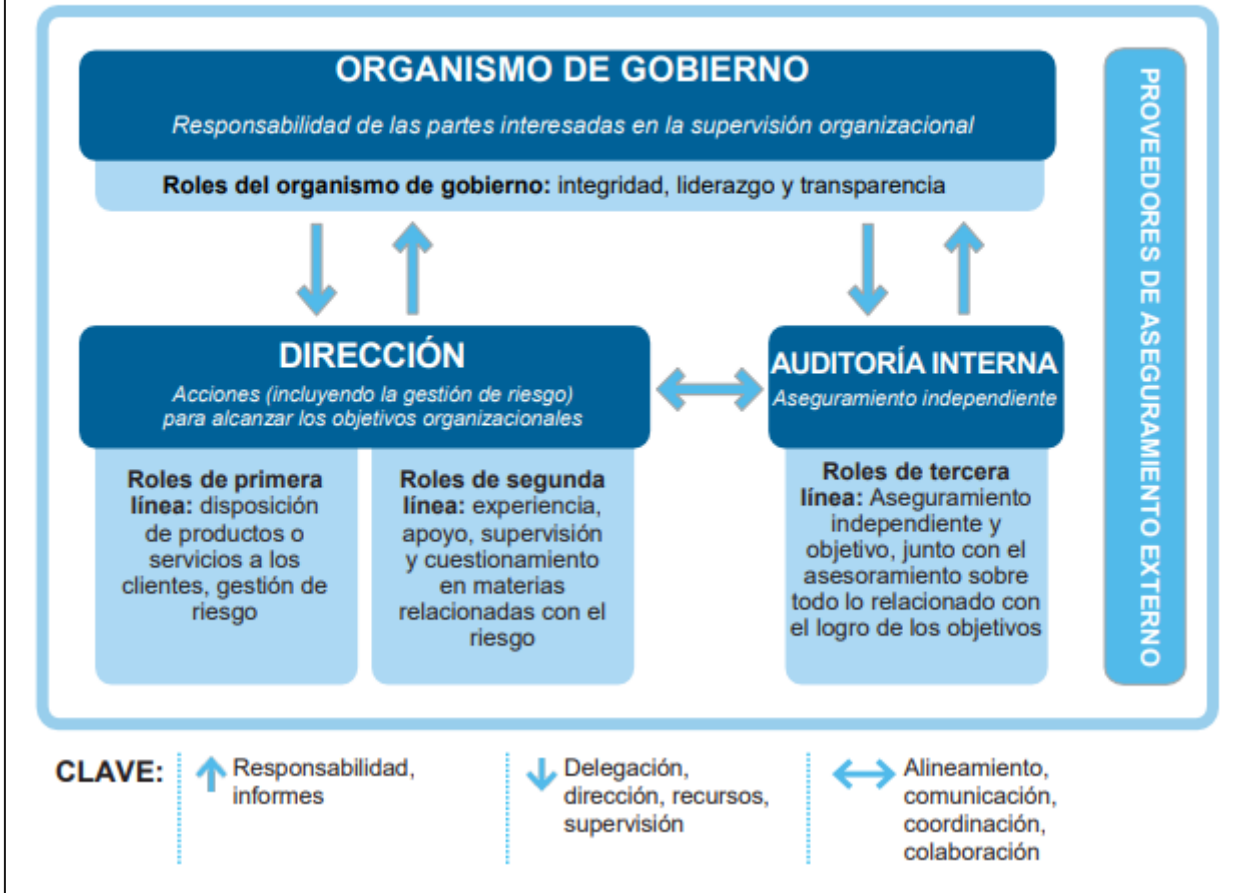 ORGANISMO DE GOBIERNO
Responsabilidad de las partes interesadas en la supervisión organizacional
Roles del organismo de gobierno: integridad, liderazgo y transparencia
DIRECCIÓN
Acciones (incluyendo la gestión de riesgo)
para alcanzar los objetivos organizacionales
Roles de primera
línea: disposición
de productos o
servicios a los
clientes, gestión de
riesgo
Roles de segunda
línea: experiencia,
apoyo, supervisión
y cuestionamiento
en materias
relacionadas con el
riesgo
AUDITORÍA INTERNA
Aseguramiento independiente
Roles de tercera
línea: Aseguramiento
independiente y
objetivo, junto con el
asesoramiento sobre
todo lo relacionado con
el logro de los objetivos
PROVEEDORES DE ASEGURAMIENTO EXTERNO
CLAVE:
Responsabilidad,
informes
Delegación,
dirección, recursos,
supervisión
Alineamiento,
comunicación,
coordinación,
colaboración